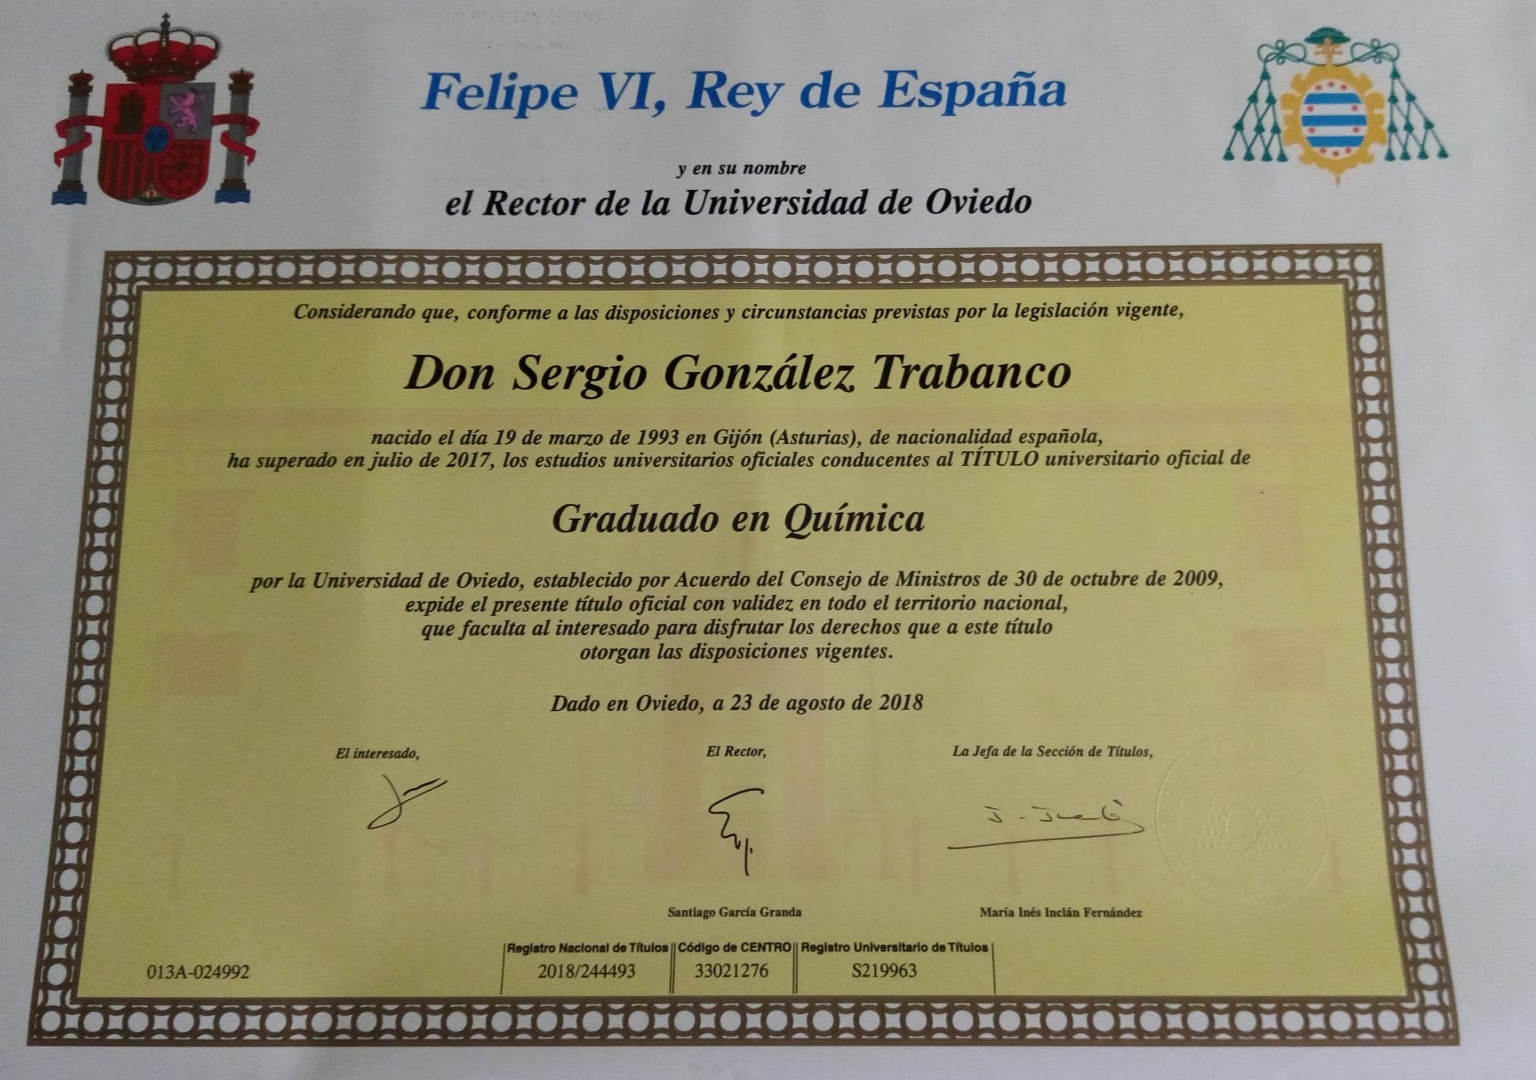 Felipe VI, Rey de España
y en su nombre
el Rector de la Universidad de Oviedo
Considerando que, conforme a las disposiciones y circunstancias previstas por la legislación vigente,
Don Sergio González Trabanco
nacido el día 19 de marzo de 1993 en Gijón (Asturias), de nacionalidad española,
ha superado en julio de 2017, los estudios universitarios oficiales conducentes al TÍTULO universitario oficial de
Graduado en Química
por la Universidad de Oviedo, establecido por Acuerdo del Consejo de Ministros de 30 de octubre de 2009,
expide el presente título oficial con validez en todo el territorio nacional,
que faculta al interesado para disfrutar los derechos que a este título
otorgan las disposiciones vigentes.
Dado en Oviedo, a 23 de agosto de 2018
El interesado, El Rector, La Jefa de la Sección de Títulos,
Santiago García Granda María Inés Inclán Fernández
Registro Nacional de Títulos Código de CENTRO Registro Universitario de Títulos
013A-024992 2018/244493 33021276 S219963